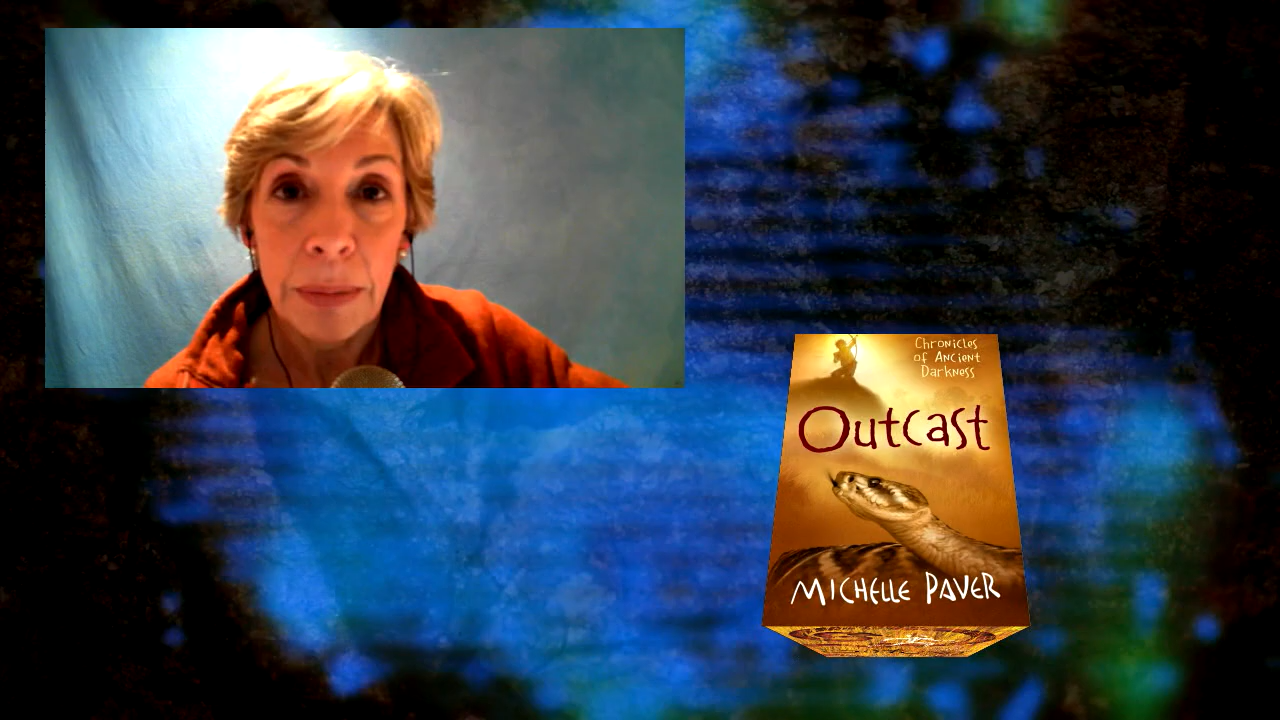 Chronicles
of Ancient
Darkness
Outcast
MICHELLE PAVER